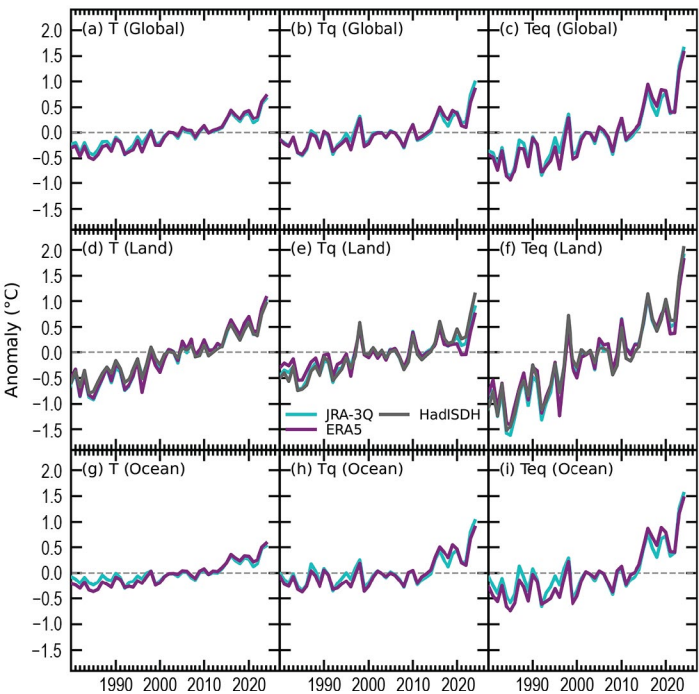 (a) T (Global)
(b) Tq (Global)
(c) Teq (Global)
2.0
1.5
1.0
0.5
0.0
−0.5
−1.0
−1.5
(d) T (Land)
(e) Tq (Land)
(f) Teq (Land)
2.0
1.5
1.0
0.5
0.0
−0.5
−1.0
−1.5
Anomaly (°C)
JRA-3Q
HadISDH
ERA5
(g) T (Ocean)
(h) Tq (Ocean)
(i) Teq (Ocean)
2.0
1.5
1.0
0.5
0.0
−0.5
−1.0
−1.5
1990 2000 2010 2020 1990 2000 2010 2020 1990 2000 2010 2020